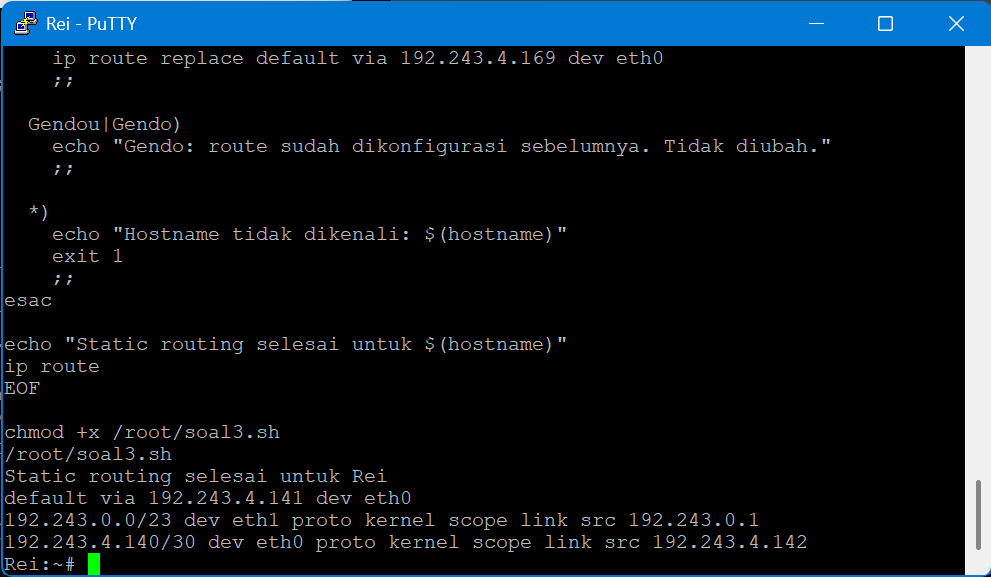 Rei - PuTTY
ip route replace default via 192.243.4.169 dev eth0
;;
Gendou|Gendo)
echo "Gendo: route sudah dikonfigurasi sebelumnya. Tidak diubah."
;;
*)
echo "Hostname tidak dikenali: $(hostname)"
exit 1
;;
esac
echo "Static routing selesai untuk $(hostname)"
ip route
EOF
chmod +x /root/soal3.sh
/root/soal3.sh
Static routing selesai untuk Rei
default via 192.243.4.141 dev eth0
192.243.0.0/23 dev eth1 proto kernel scope link src 192.243.0.1
192.243.4.140/30 dev eth0 proto kernel scope link src 192.243.4.142
Rei:~#